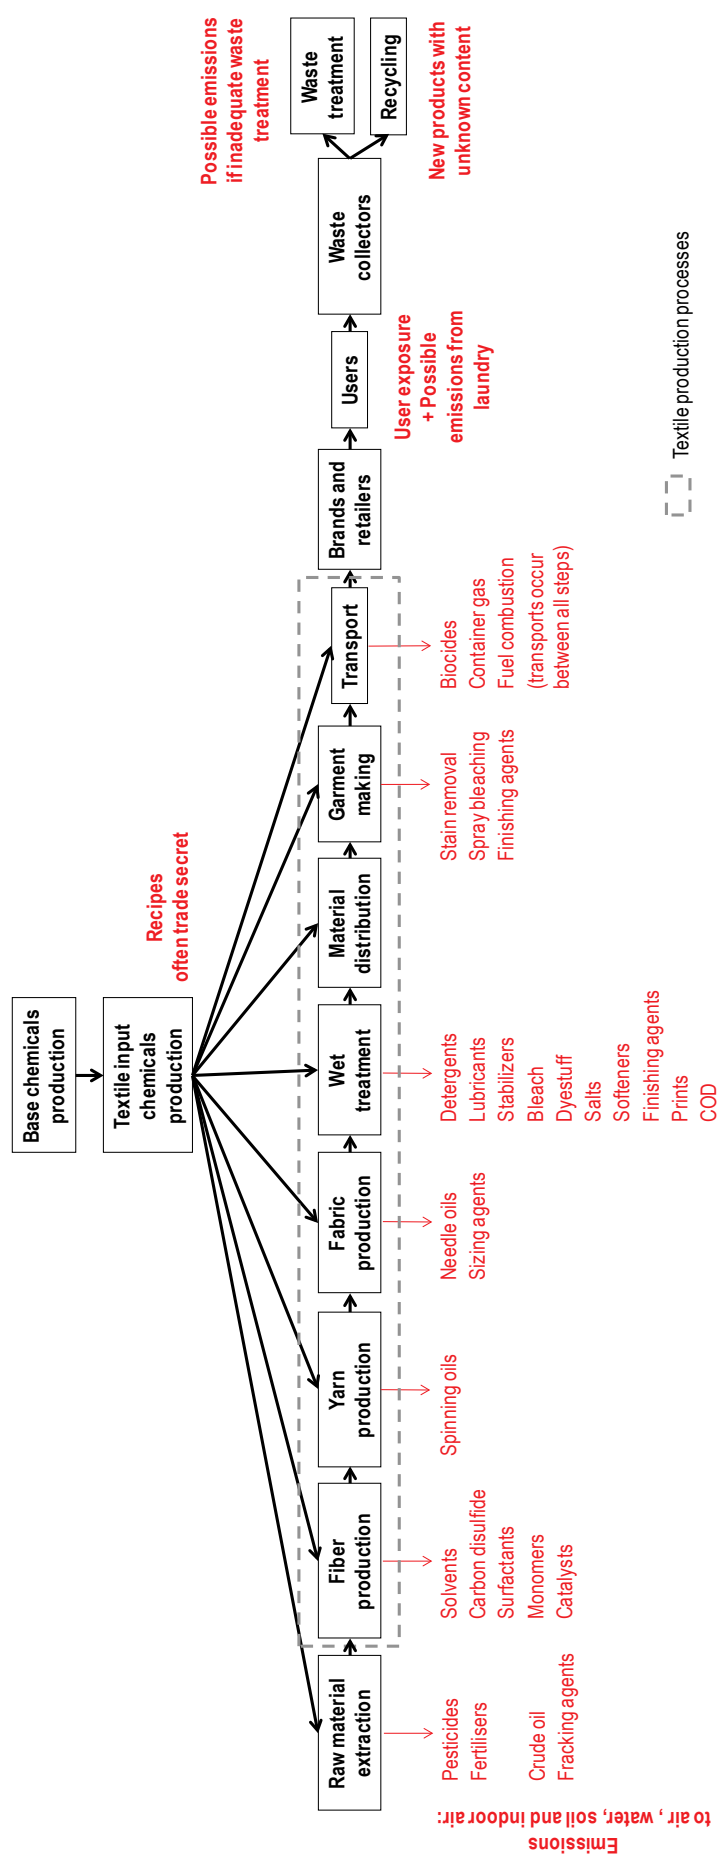 Base chemicals
production
Textile input
chemicals
production
Recipes
often trade secret
Raw material
extraction
Fiber
production
Yarn
production
Fabric
production
Wet
treatment
Material
distribution
Garment
making
Transport
Brands and
retailers
Users
Waste
collectors
Waste
treatment
Recycling
Possible emissions
if inadequate waste
treatment
New products with
unknown content
User exposure
+ Possible
emissions from
laundry
Emissions
to air , water, soil and indoor air:
Pesticides
Fertilisers
Crude oil
Fracking agents
Solvents
Carbon disulfide
Surfactants
Monomers
Catalysts
Spinning oils
Needle oils
Sizing agents
Detergents
Lubricants
Stabilizers
Bleach
Dyestuff
Salts
Softeners
Finishing agents
Prints
COD
Stain removal
Spray bleaching
Finishing agents
Biocides
Container gas
Fuel combustion
(transports occur
between all steps)
Textile production processes